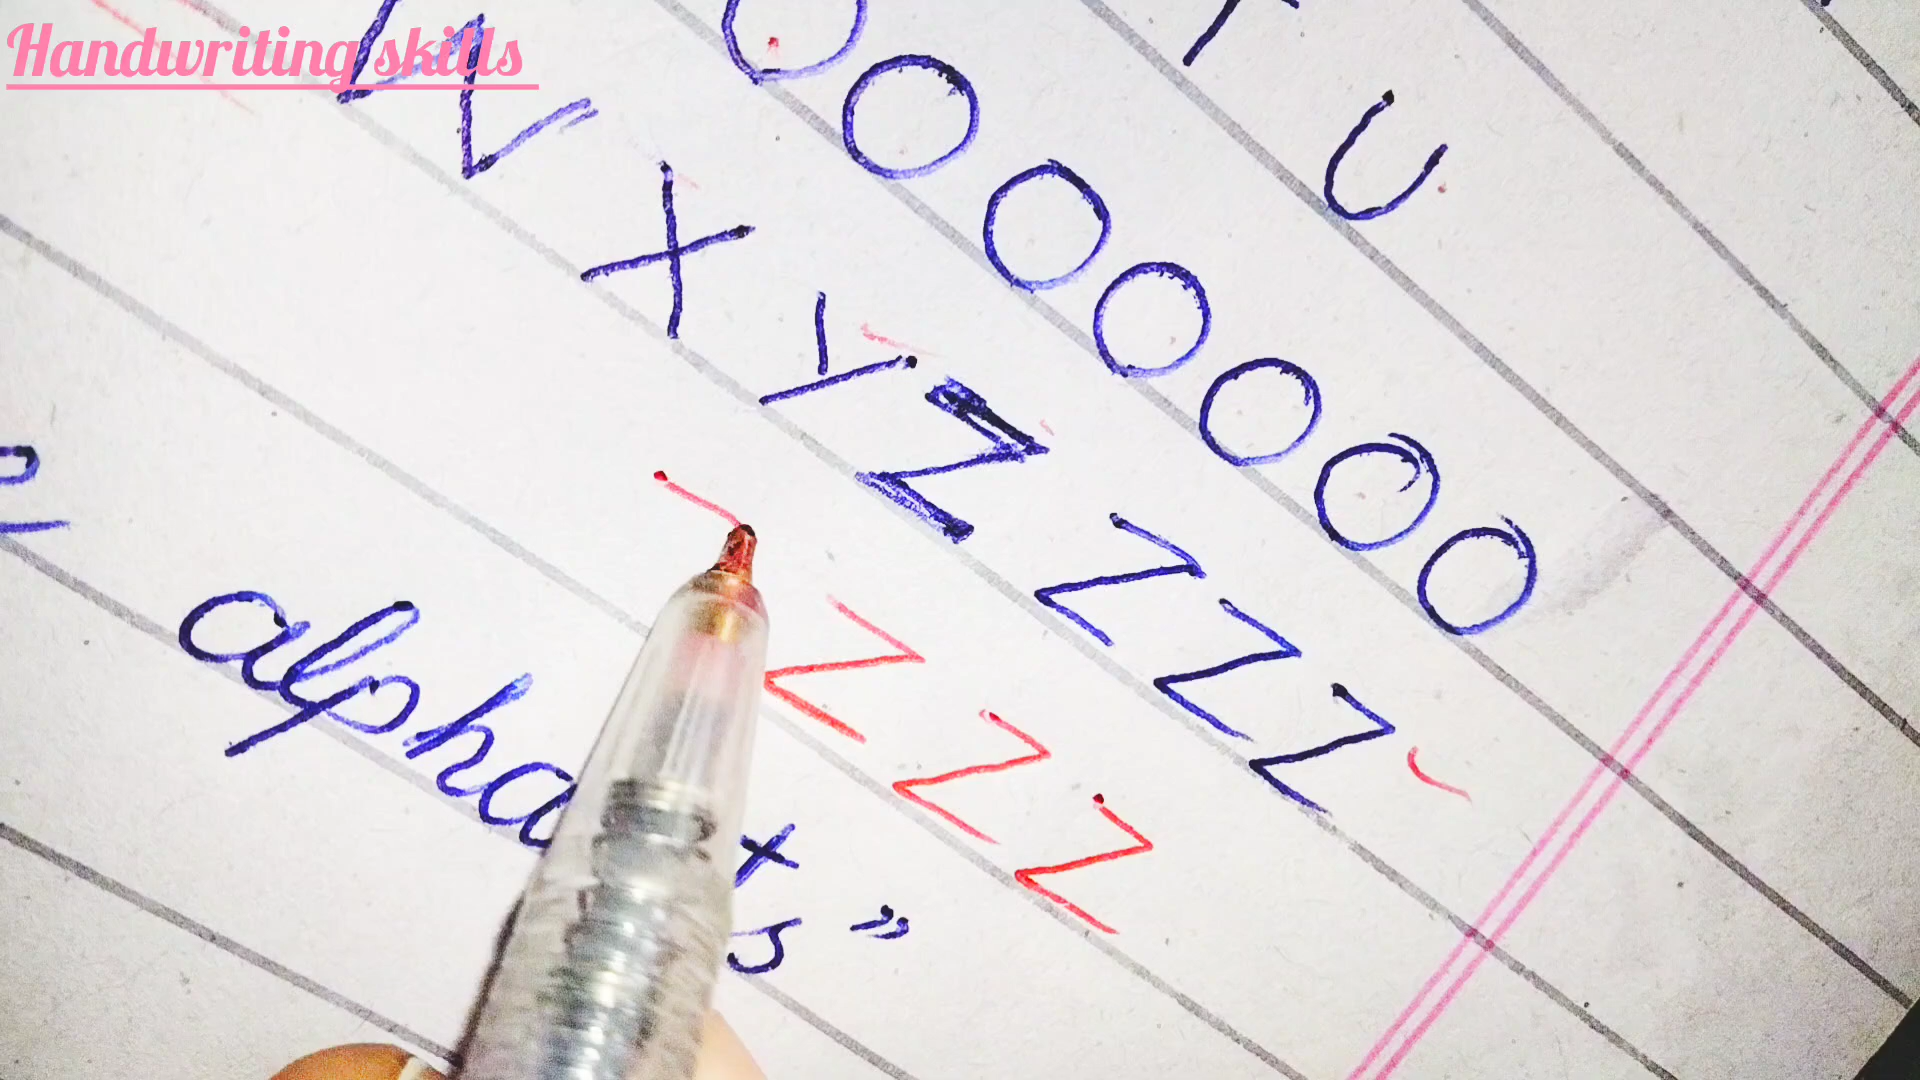 Handwriting skills
T U
O O O O O O O
X Y Z Z Z Z
Z Z Z
alpha
s”